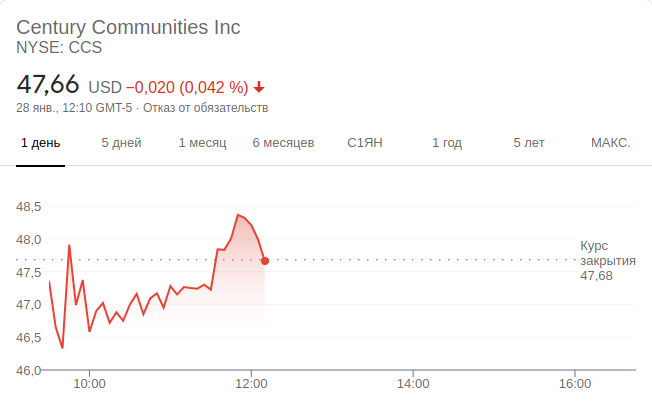 Century Communities Inc
NYSE: CCS
47,66 USD −0,020 (0,042 %)
28 янв., 12:10 GMT-5 · Отказ от обязательств
1 день 5 дней 1 месяц 6 месяцев С1ЯН 1 год 5 лет МАКС.
48,5
48,0
47,5
47,0
46,5
46,0
Курс
закрытия
47,68
10:00 12:00 14:00 16:00